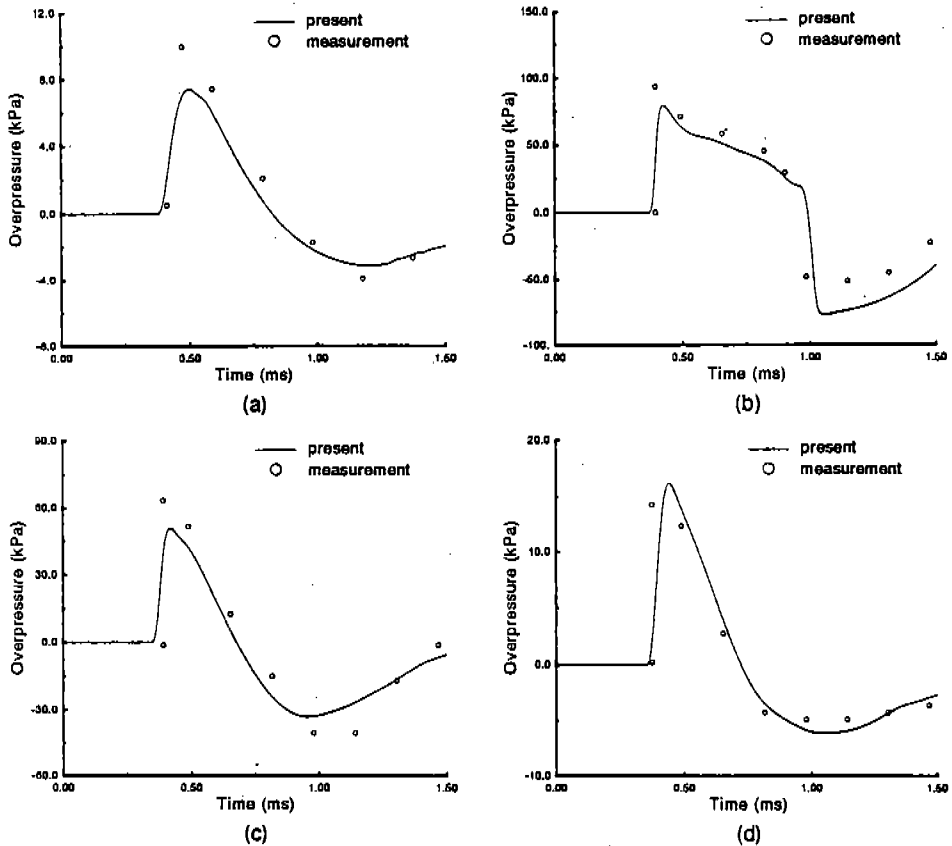 12.0
8.0
4.0
0.0
-4.0
-8.0
Overpressure (kPa)
present
measurement
0.00
0.50
1.00
1.50
Time (ms)
(a)
150.0
100.0
50.0
0.0
-50.0
-100.
Overpressure (kPa)
present
measurement
0.00
0.50
1.00
1.50
Time (ms)
(b)
90.0
60.0
30.0
0.0
-30.0
-60.0
Overpressure (kPa)
present
measurement
0.00
0.50
1.00
1.50
Time (ms)
(c)
20.0
10.0
0.0
-10.0
Overpressure (kPa)
present
measurement
0.00
0.50
1.00
1.50
Time (ms)
(d)